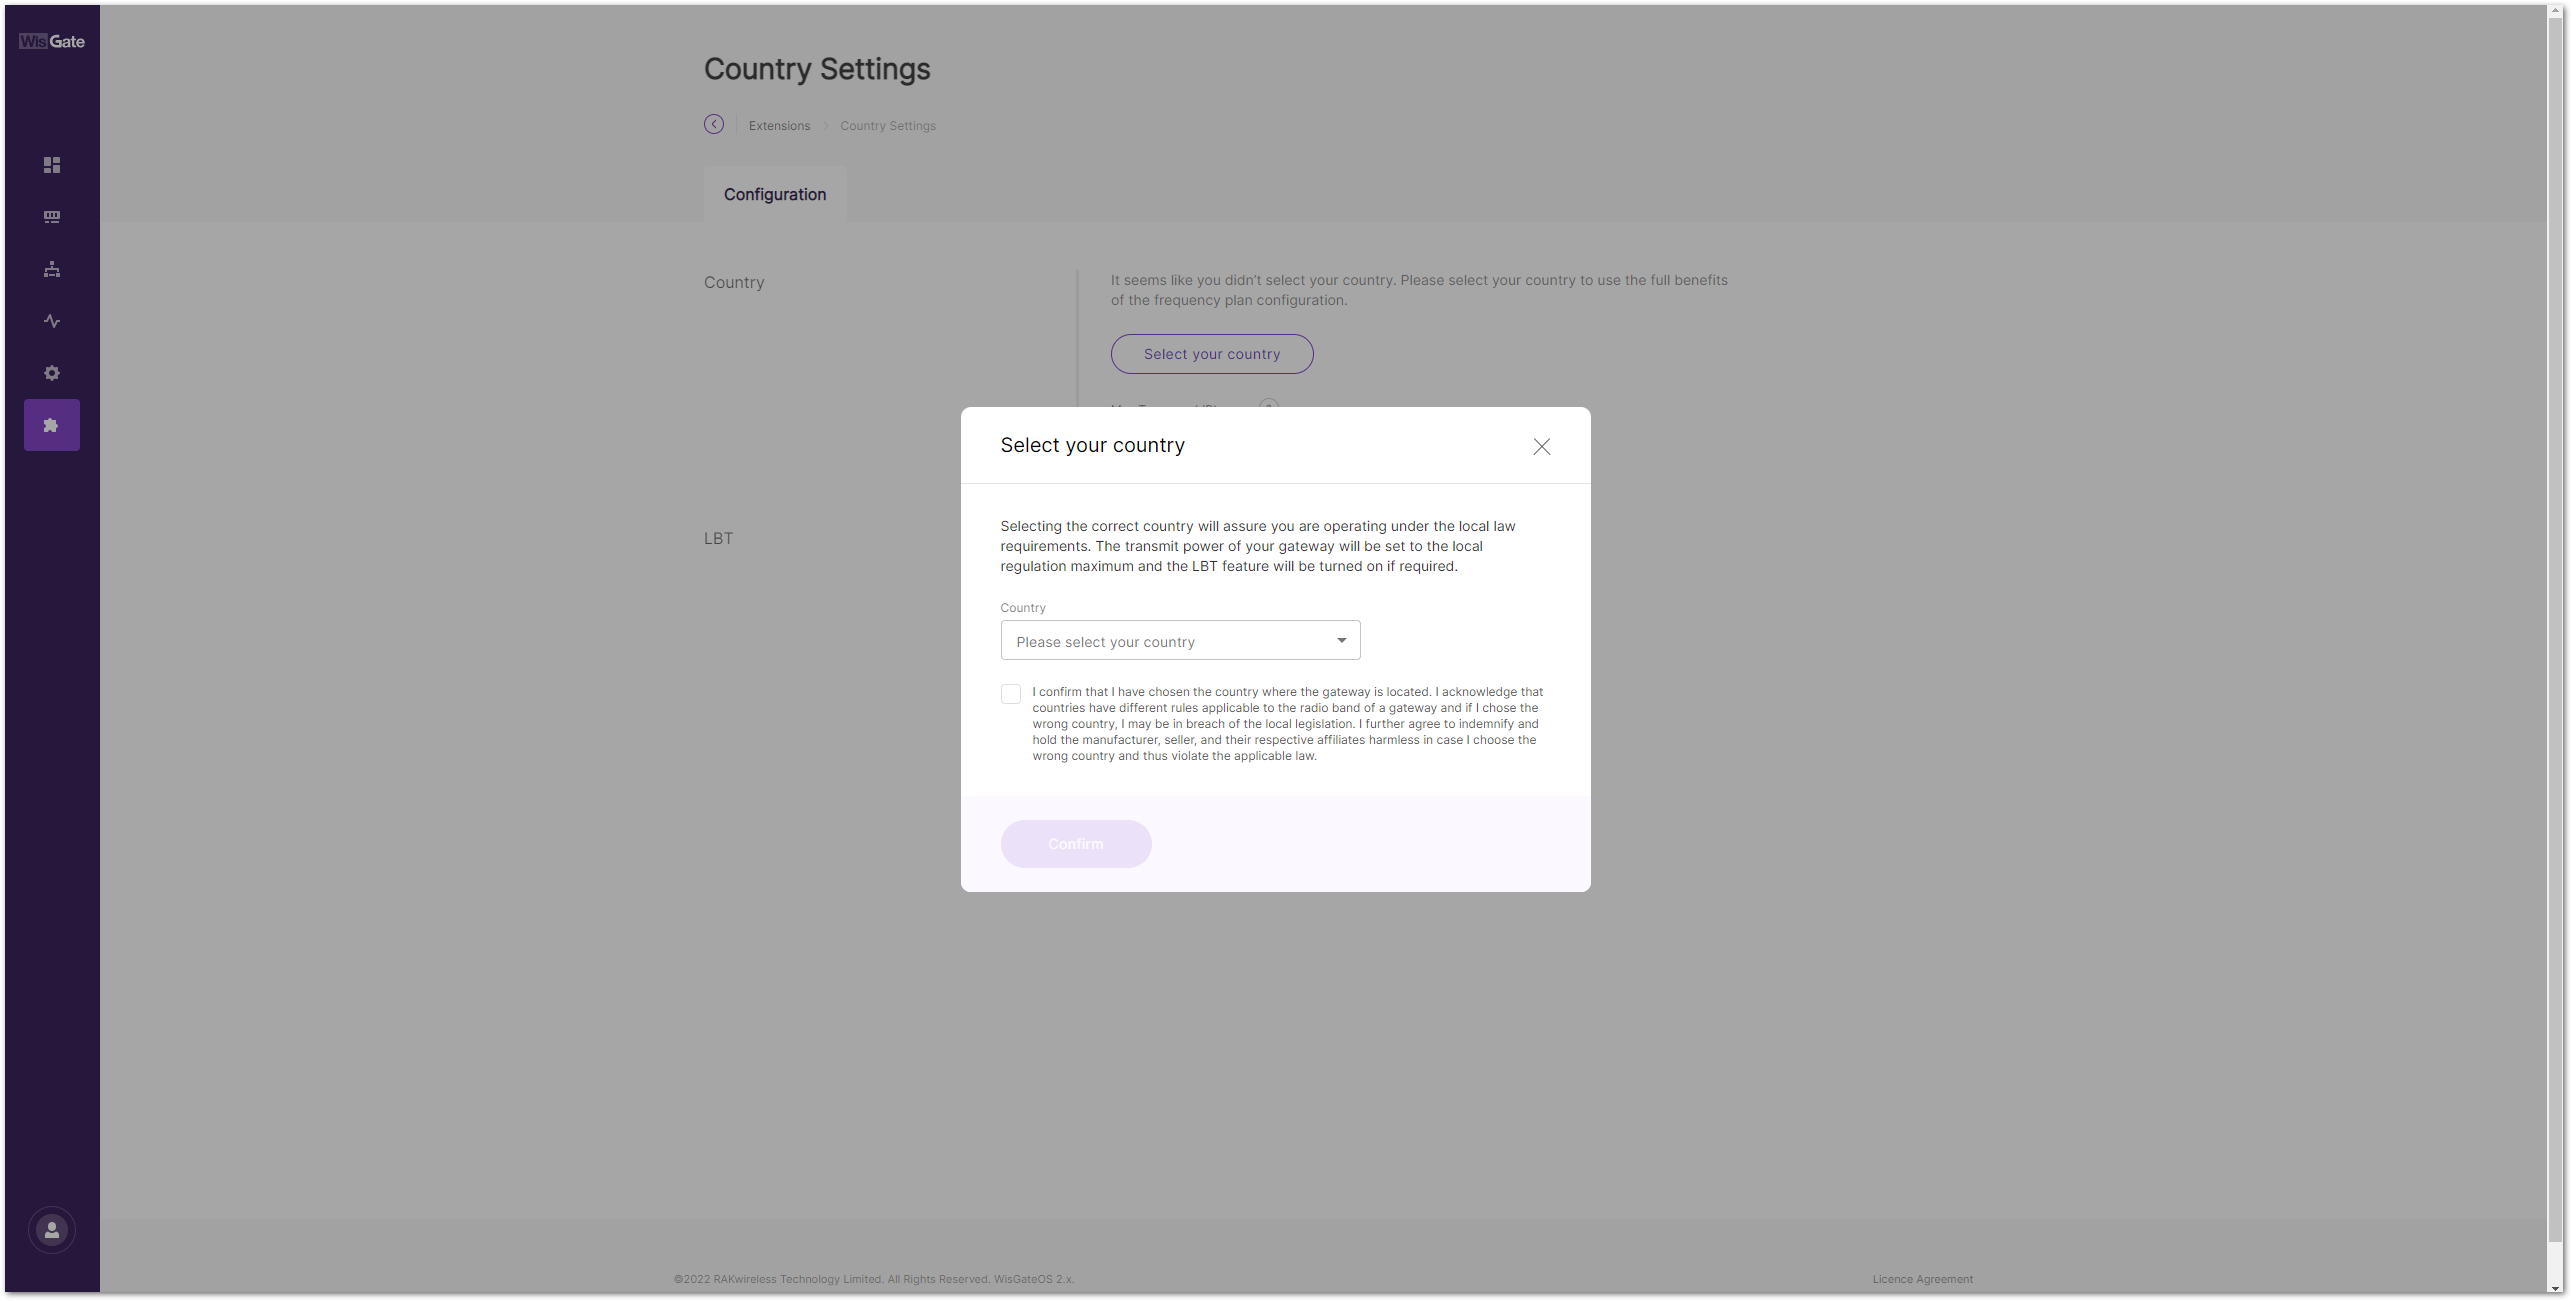 WisGate
Country Settings
Extensions
Country Settings
Configuration
Country
It seems like you didn't select your country. Please select your country to use the full benefits
of the frequency plan configuration.
Select your country
Select your country
Selecting the correct country will assure you are operating under the local law
requirements. The transmit power of your gateway will be set to the local
regulation maximum and the LBT feature will be turned on if required.
LBT
Country
Please select your country
I confirm that I have chosen the country where the gateway is located. I acknowledge that
countries have different rules applicable to the radio band of a gateway and if I chose the
wrong country, I may be in breach of the local legislation. I further agree to indemnify and
hold the manufacturer, seller, and their respective affiliates harmless in case I choose the
wrong country and thus violate the applicable law.
Confirm
©2022 RAKwireless Technology Limited. All Rights Reserved. WisGateOS 2.x.
Licence Agreement